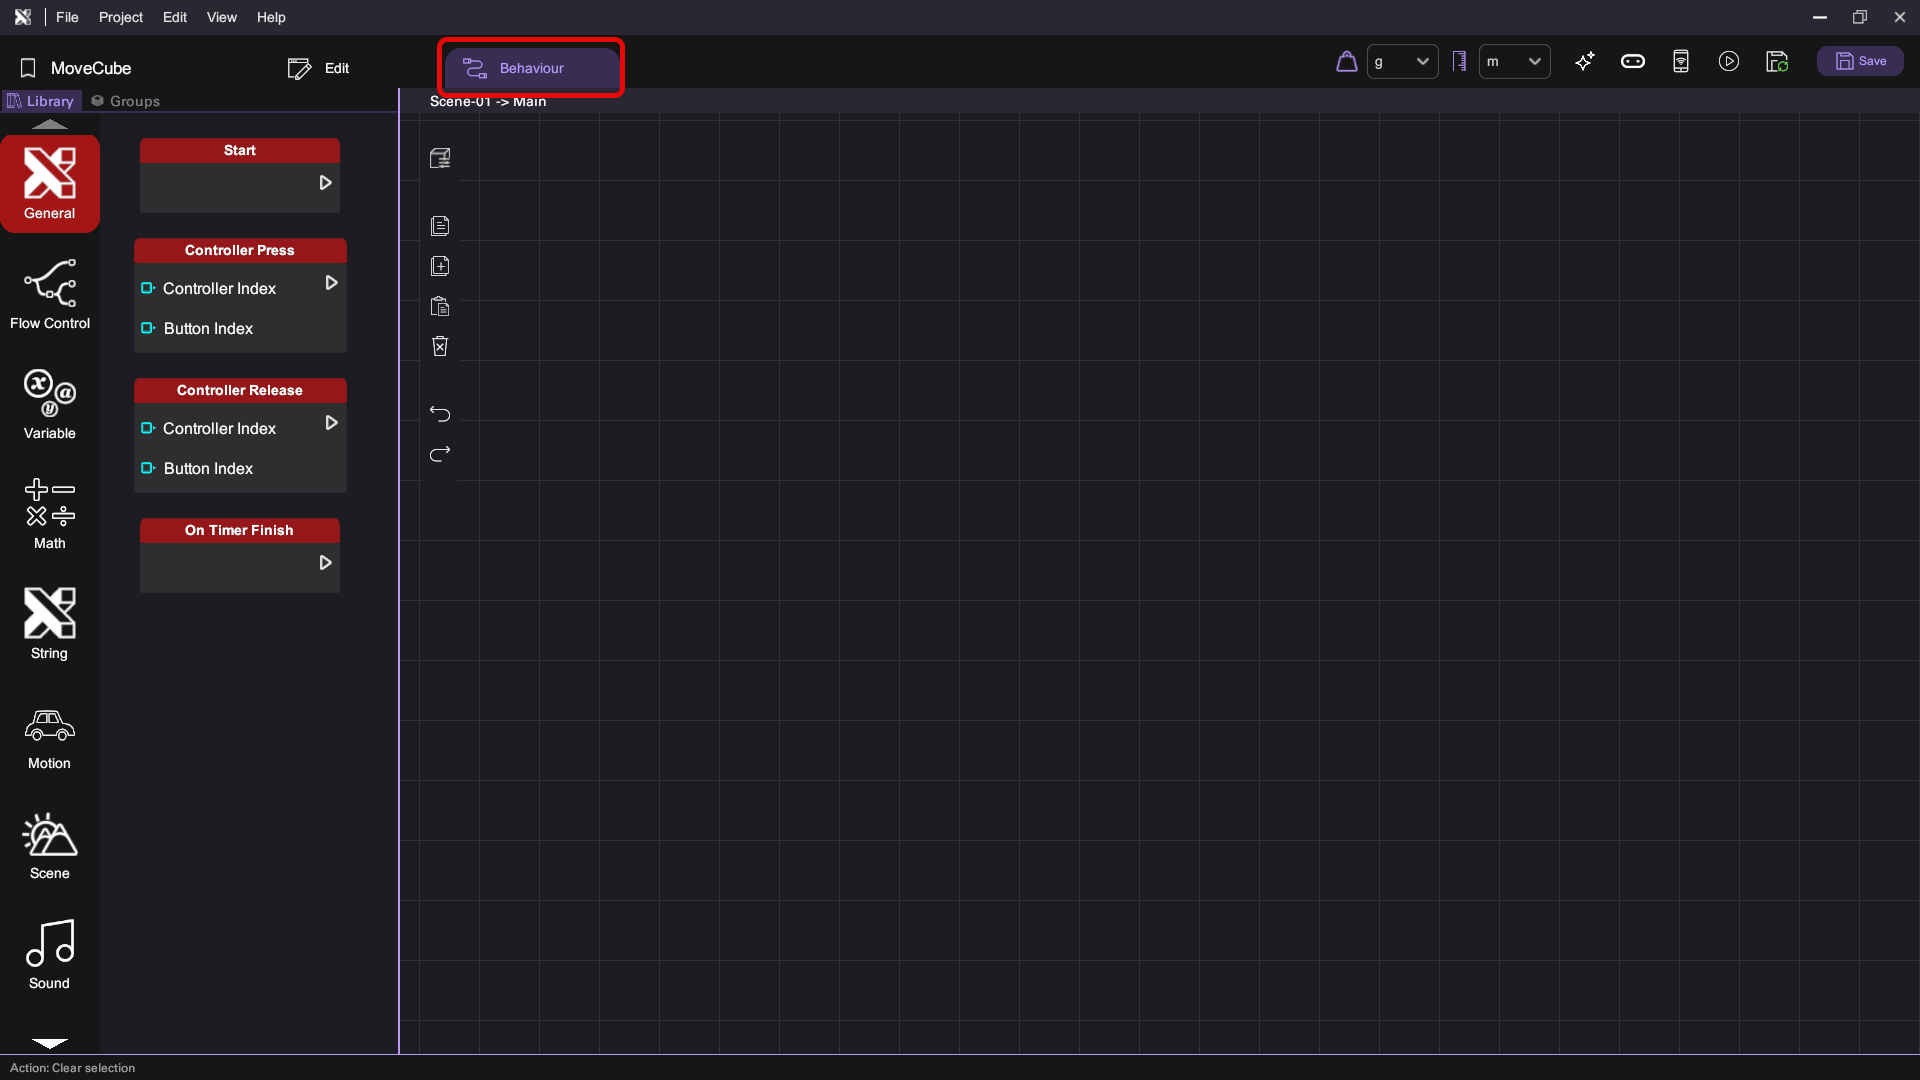 File Project Edit View Help
MoveCube
Edit
Behaviour
g
m
Save
Library Groups
Scene-01 -> Main
General
Flow Control
Variable
Math
String
Motion
Scene
Sound
Start
Controller Press
Controller Index
Button Index
Controller Release
Controller Index
Button Index
On Timer Finish
Action: Clear selection